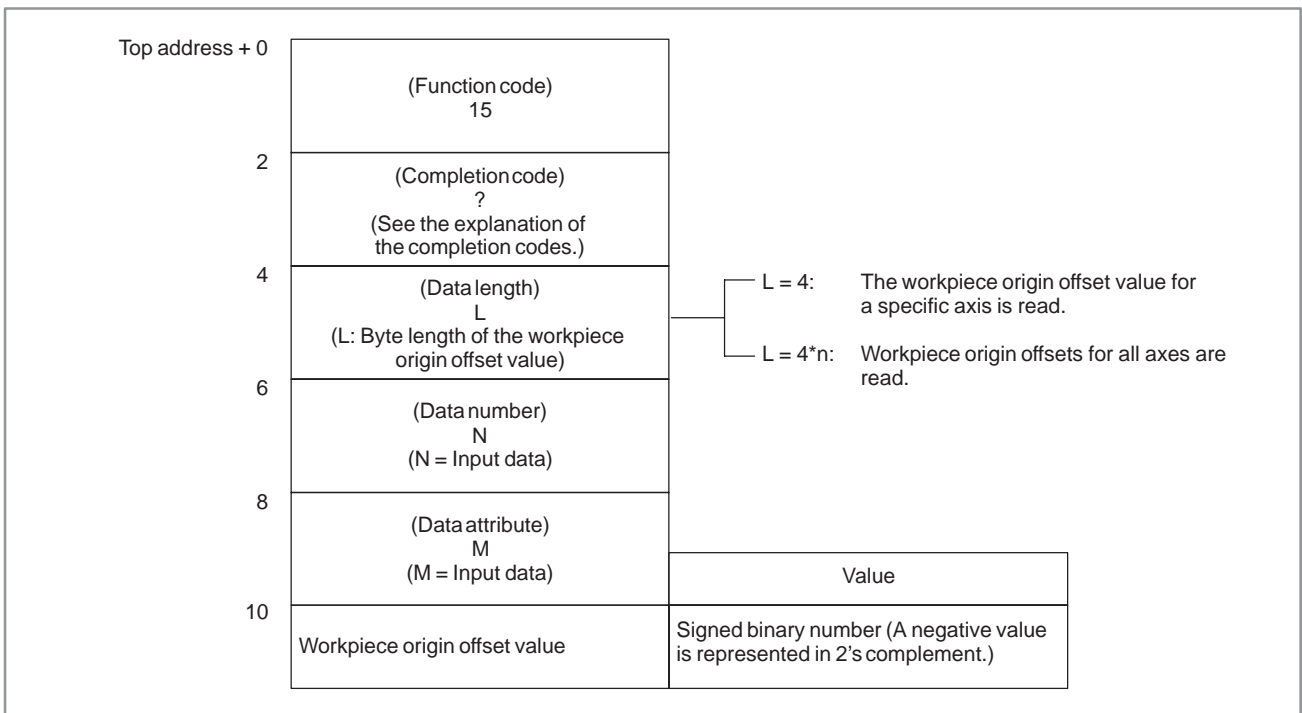 Top address + 0
(Function code)
15
2
(Completion code)
?
(See the explanation of
the completion codes.)
4
(Data length)
L
(L: Byte length of the workpiece
origin offset value)
L = 4: The workpiece origin offset value for
a specific axis is read.
L = 4*n: Workpiece origin offsets for all axes are
read.
6
(Data number)
N
(N = Input data)
8
(Data attribute)
M
(M = Input data)
Value
10
Workpiece origin offset value
Signed binary number (A negative value
is represented in 2's complement.)